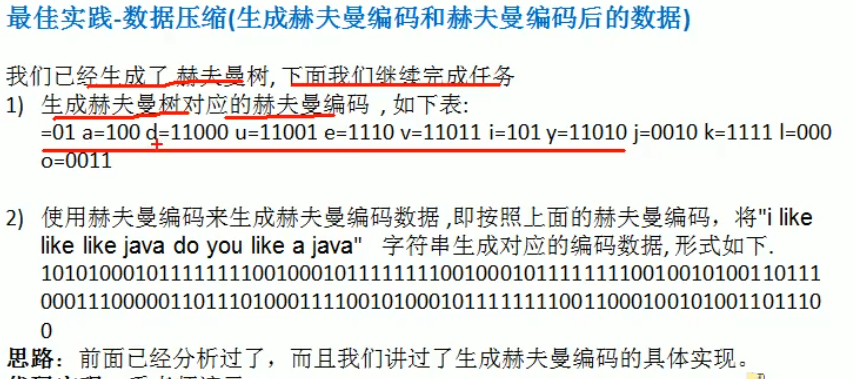 最佳实践-数据压缩(生成赫夫曼编码和赫夫曼编码后的数据)
我们已经生成了 赫夫曼树, 下面我们继续完成任务
1) 生成赫夫曼树对应的赫夫曼编码 , 如下表:
=01 a=100 d=11000 u=11001 e=1110 v=11011 i=101 y=11010 j=0010 k=1111 l=000
o=0011
2) 使用赫夫曼编码来生成赫夫曼编码数据 ,即按照上面的赫夫曼编码，将"i like
like like java do you like a java" 字符串生成对应的编码数据, 形式如下.
101010001011111111001000101111111100100010111111110010010100110111
000111000001101110100011110010100010111111110011000100101001101110
0
思路：前面已经分析过了，而且我们讲过了生成赫夫曼编码的具体实现。